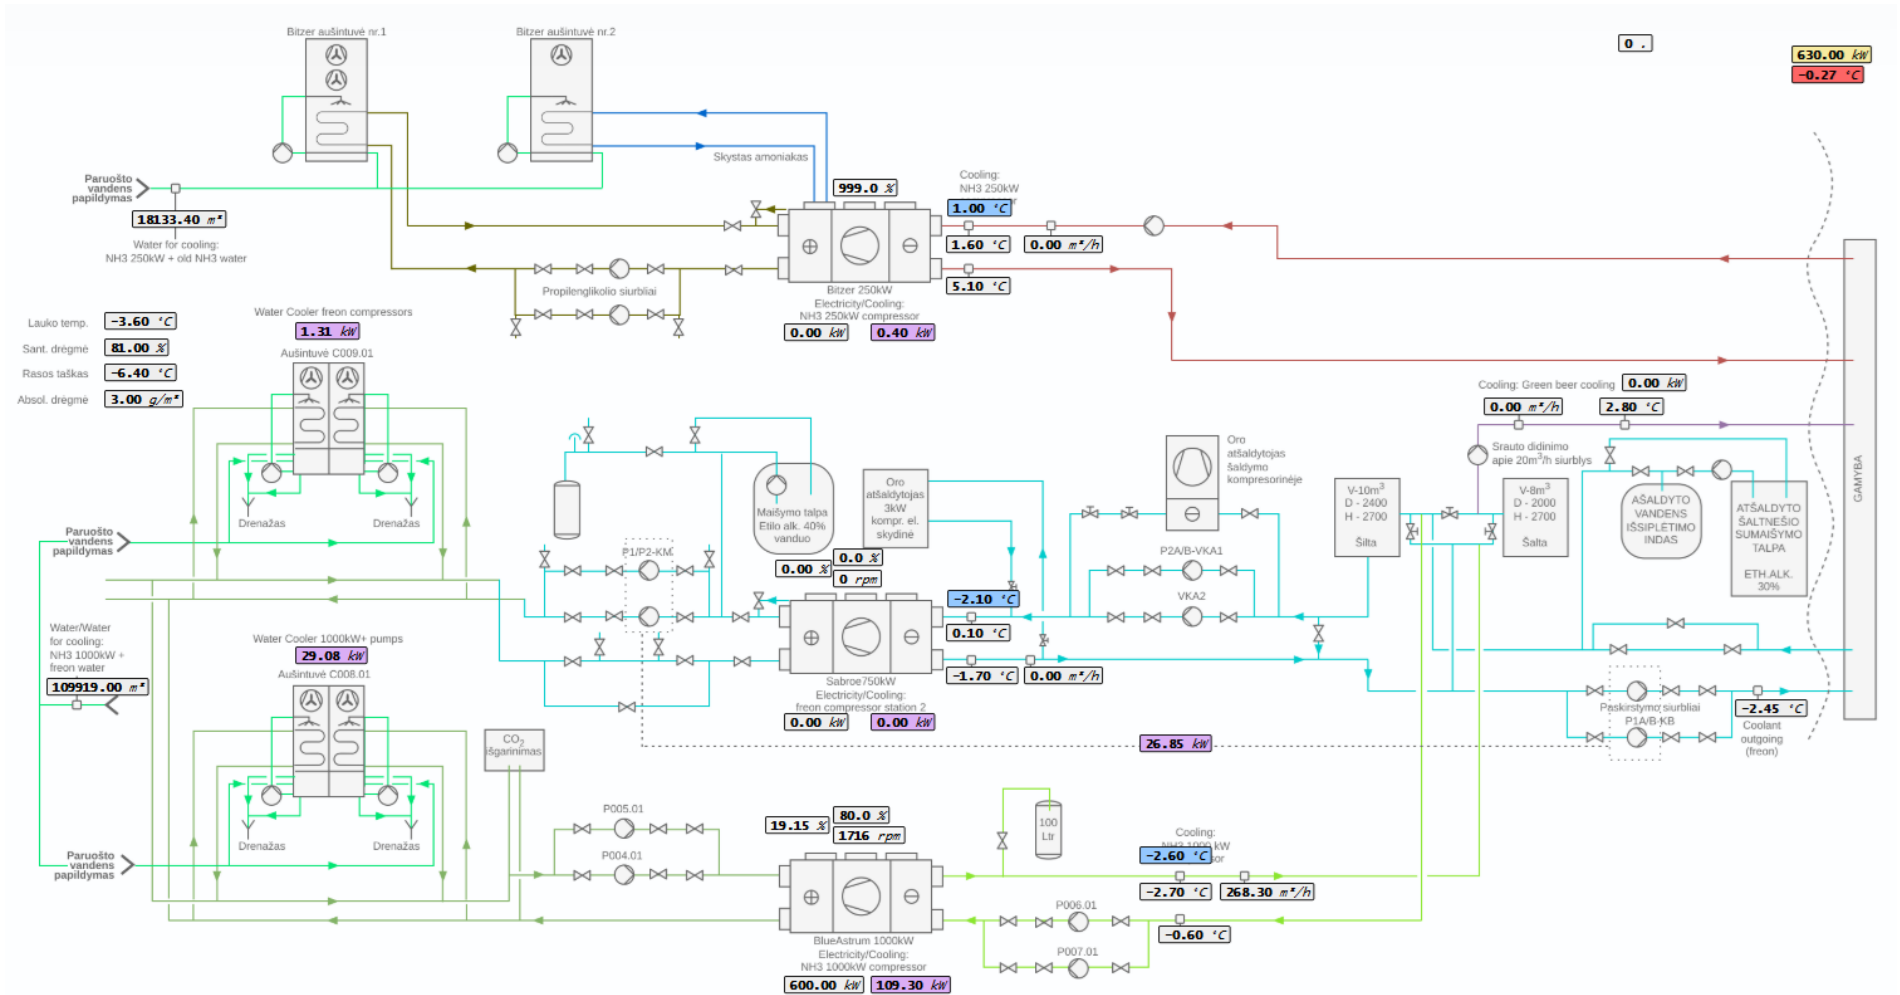 Bitzer aušintuvė nr.1
Bitzer aušintuvė nr.2
0 .
630.00 kW
-0.27 °C
Skystas amoniakas
Paruošto
vandens
papildymas
18133.40 m³
Water for cooling:
NH3 250kW + old NH3 water
999.0 %
Cooling:
NH3 250kW
1.00 °C
1.60 °C
0.00 m³/h
5.10 °C
Propilenglikolio siurbliai
Bitzer 250kW
Electricity/Cooling:
NH3 250kW compressor
0.00 kW
0.40 kW
Lauko temp.
-3.60 °C
Sant. drėgmė
81.00 %
Rasos taškas
-6.40 °C
Absol. drėgmė
3.00 g/m³
Water Cooler freon compressors
1.31 kW
Aušintuvė C009.01
Drenažas
Drenažas
Paruošto
vandens
papildymas
Cooling: Green beer cooling
0.00 kW
0.00 m³/h
2.80 °C
Srauto didinimo
apie 20m³/h siurblys
Oro
atšaldytojas
šaldymo
kompresorinėje
Maišymo talpa
Etilo alk. 40%
vanduo
Oro
atšaldytojas
3kW
kompr. el.
skydinė
V-10m³
D - 2400
H - 2700
Šilta
V-8m³
D - 2000
H - 2700
Šalta
AŠALDYTO
VANDENS
IŠSIPLĖTIMO
INDAS
ATŠALDYTO
ŠALTNEŠIO
SUMAIŠYMO
TALPA
ETH.ALK.
30%
GAMYBA
P1/P2-KM
0.00 %
0.0 %
0 rpm
P2A/B-VKA1
VKA2
-2.10 °C
0.10 °C
-1.70 °C
0.00 m³/h
Sabroe750kW
Electricity/Cooling:
freon compressor station 2
0.00 kW
0.00 kW
Water/Water
for cooling:
NH3 1000kW +
freon water
109919.00 m³
Water Cooler 1000kW+ pumps
29.08 kW
Aušintuvė C008.01
Drenažas
Drenažas
Paruošto
vandens
papildymas
26.85 kW
Paskirstymo siurbliai
P1A/B-KB
-2.45 °C
Coolant
outgoing
(freon)
CO2
išgarinimas
P005.01
P004.01
19.15 %
80.0 %
1716 rpm
100
Ltr
Cooling:
NH3 1000 kW
-2.60 °C
-2.70 °C
268.30 m³/h
-0.60 °C
P006.01
P007.01
BlueAstrum 1000kW
Electricity/Cooling:
NH3 1000kW compressor
600.00 kW
109.30 kW